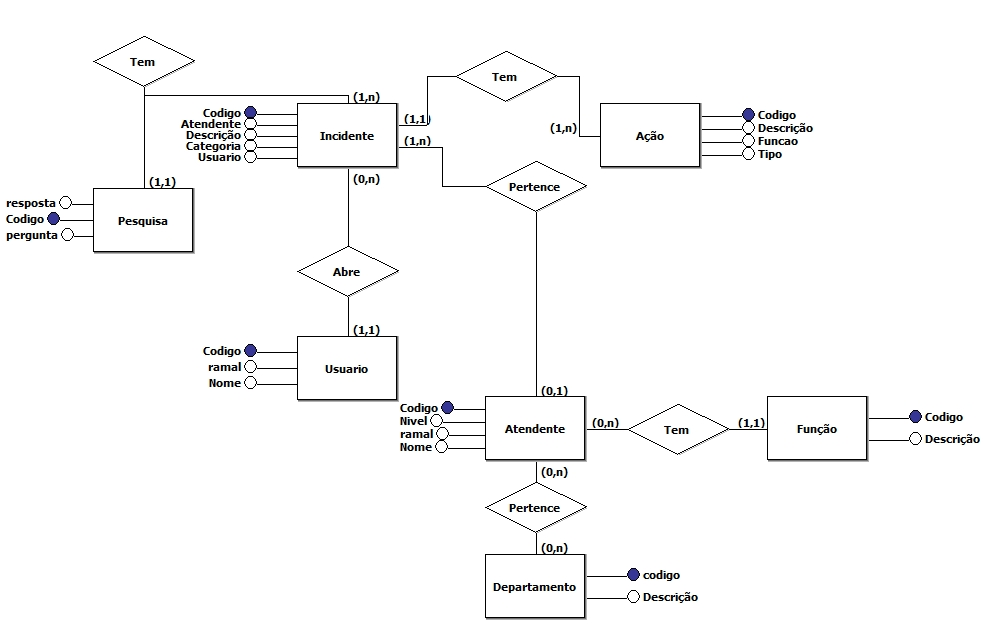 Tem
Tem
(1,n)
Codigo
Atendente
Descrição
Categoria
Usuario
Incidente
(1,1)
(1,n)
(1,n)
Ação
Codigo
Descrição
Funcao
Tipo
(1,1)
(0,n)
Pertence
resposta
Codigo
pergunta
Pesquisa
Abre
(1,1)
Codigo
ramal
Nome
Usuario
(0,1)
Codigo
Nivel
ramal
Nome
Atendente
(0,n)
Tem
(1,1)
Função
Codigo
Descrição
(0,n)
Pertence
(0,n)
Departamento
codigo
Descrição